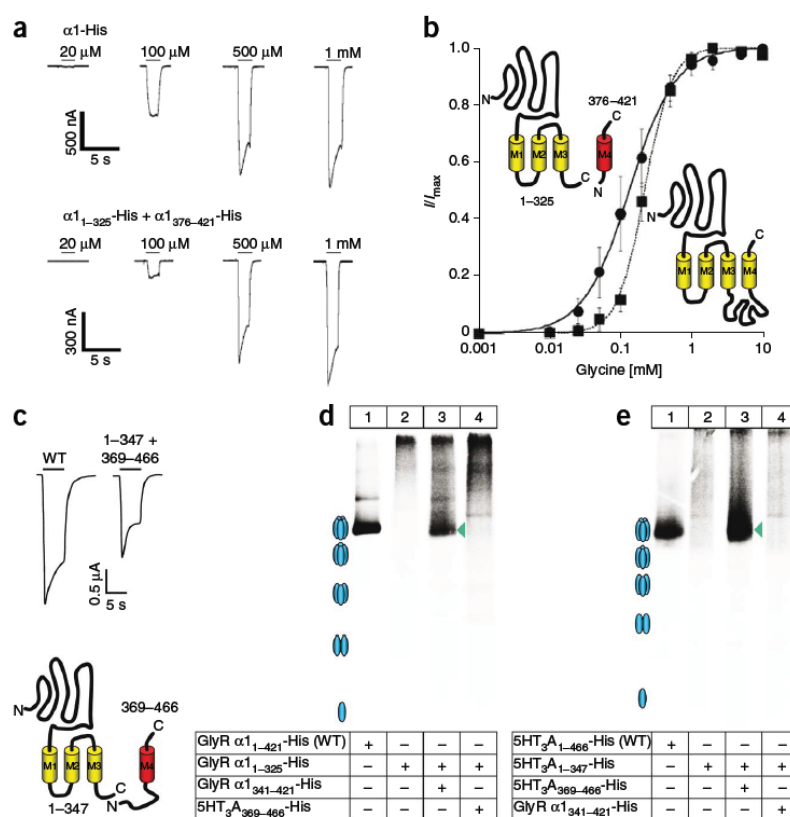 a
α1-His
20 μM 100 μM 500 μM 1 mM
500 nA
5 s
α1₁₋₃₂₅-His + α1₃₇₆₋₄₂₁-His
20 μM 100 μM 500 μM 1 mM
300 nA
5 s
b
1.0
0.8
0.6
0.4
0.2
0
I/Imax
0.001 0.01 0.1 1 10
Glycine [mM]
376–421
N
C
M1 M2 M3 M4
C
N
1–325
N
C
M1 M2 M3 M4
c
WT
1–347 +
369–466
0.5 μA
5 s
369–466
N
C
M1 M2 M3 M4
C
N
1–347
d
1 2 3 4
GlyR α1₁₋₄₂₁-His (WT) + – – –
GlyR α1₁₋₃₂₅-His – + + +
GlyR α1₃₄₁₋₄₂₁-His – – + –
5HT₃A₃₆₉₋₄₆₆-His – – – +
e
1 2 3 4
5HT₃A₁₋₄₆₆-His (WT) + – – –
5HT₃A₁₋₃₄₇-His – + + +
5HT₃A₃₆₉₋₄₆₆-His – – + –
GlyR α1₃₄₁₋₄₂₁-His – – – +